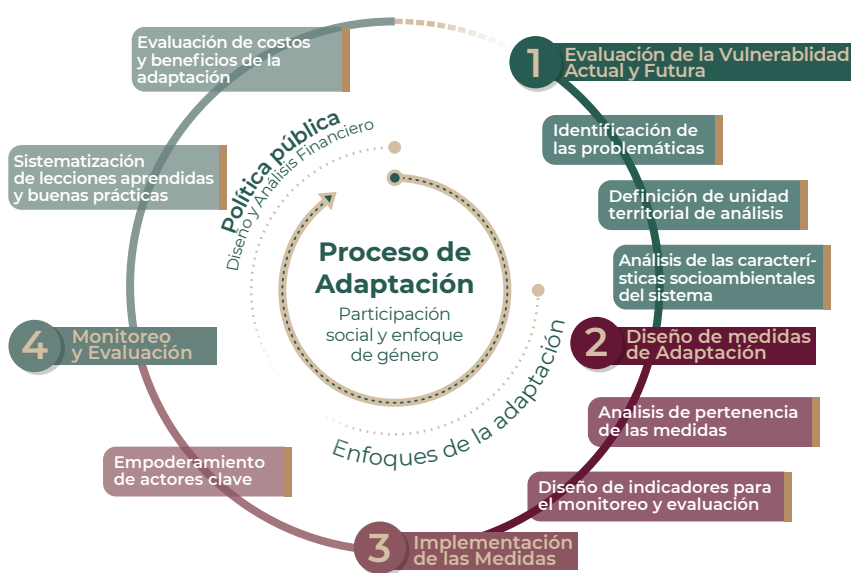 1
Evaluación de la Vulnerablidad
Actual y Futura
Identificación de
las problemáticas
Definición de unidad
territorial de análisis
Análisis de las caracterí-
sticas socioambientales
del sistema
2
Diseño de medidas
de Adaptación
Analisis de pertenencia
de las medidas
Diseño de indicadores para
el monitoreo y evaluación
3
Implementación
de las Medidas
Empoderamiento
de actores clave
4
Monitoreo
y Evaluación
Sistematización
de lecciones aprendidas
y buenas prácticas
Evaluación de costos
y beneficios de la
adaptación
Política pública
Diseño y Análisis Financiero
Proceso de
Adaptación
Participación
social y enfoque
de género
Enfoques de la adaptación